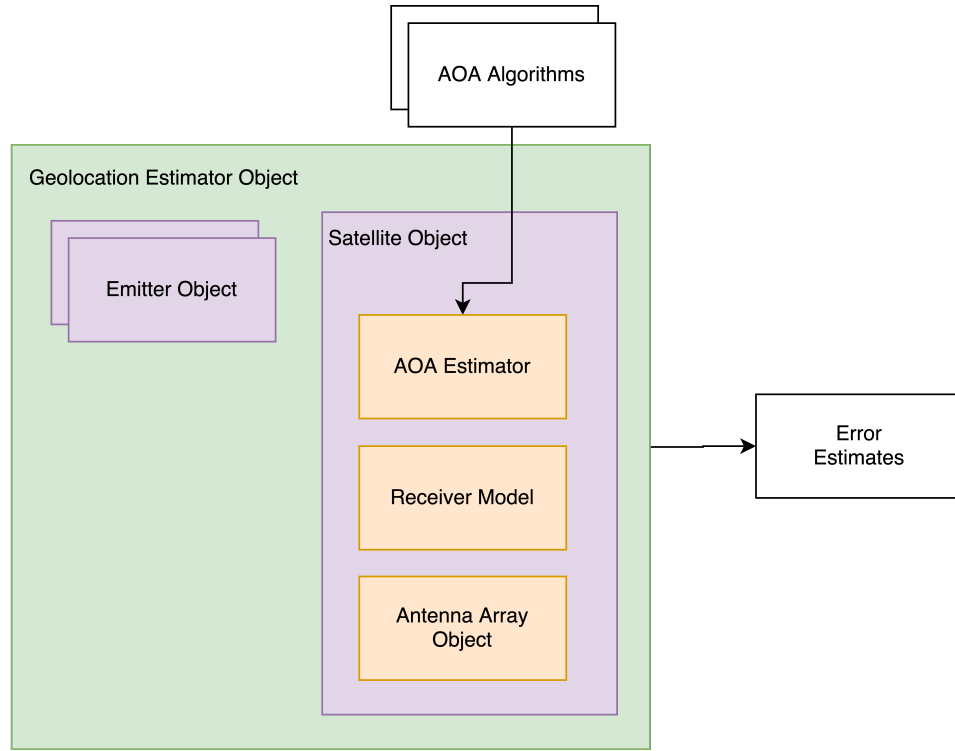 AOA Algorithms
Geolocation Estimator Object
Satellite Object
Emitter Object
AOA Estimator
Error
Estimates
Receiver Model
Antenna Array
Object